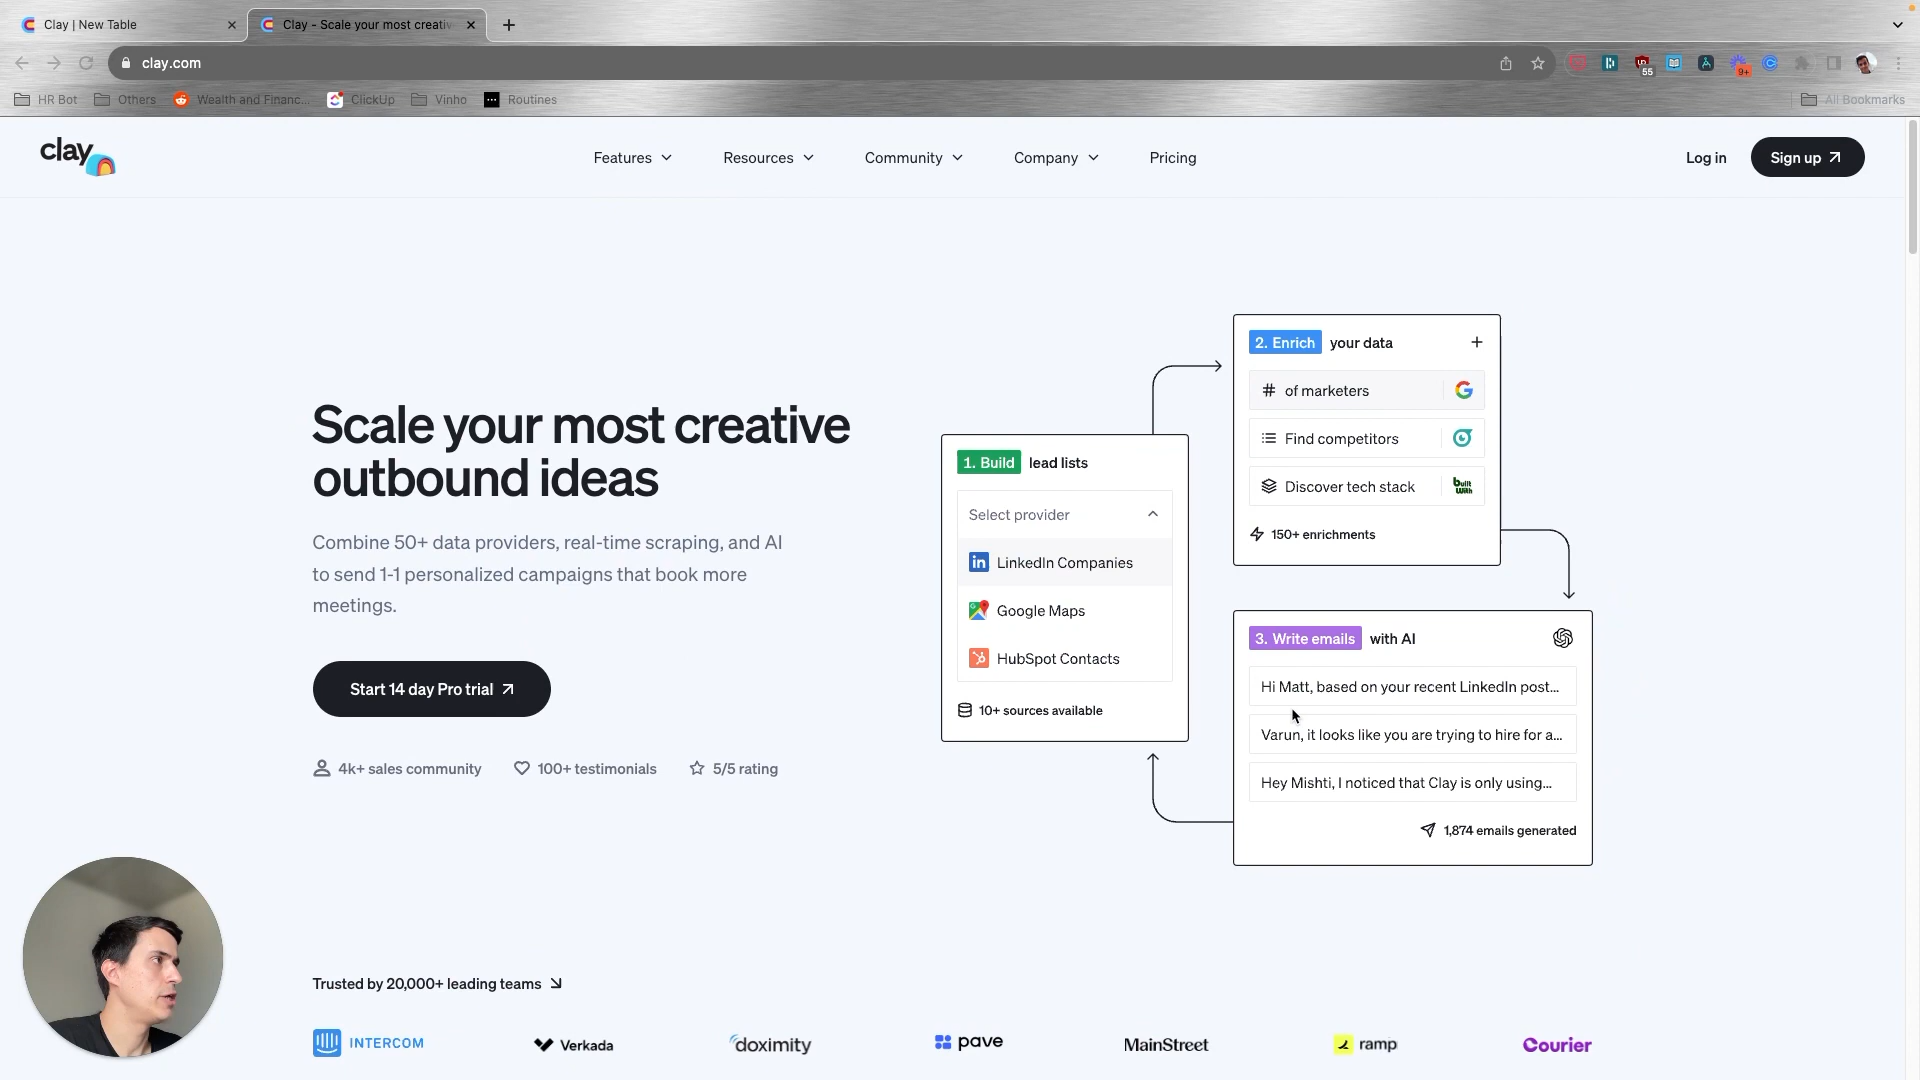 Clay | New Table
Clay - Scale your most creativ
clay.com
55
9+
HR Bot
Others
Wealth and Financ...
ClickUp
Vinho
Routines
All Bookmarks
clay
Features
Resources
Community
Company
Pricing
Log in
Sign up
Scale your most creative
outbound ideas
Combine 50+ data providers, real-time scraping, and AI
to send 1-1 personalized campaigns that book more
meetings.
Start 14 day Pro trial
4k+ sales community
100+ testimonials
5/5 rating
1. Build lead lists
Select provider
LinkedIn Companies
Google Maps
HubSpot Contacts
10+ sources available
2. Enrich your data
# of marketers
Find competitors
Discover tech stack
built with
150+ enrichments
3. Write emails with AI
Hi Matt, based on your recent LinkedIn post...
Varun, it looks like you are trying to hire for a...
Hey Mishti, I noticed that Clay is only using...
1,874 emails generated
Trusted by 20,000+ leading teams
INTERCOM
Verkada
doximity
pave
MainStreet
ramp
Courier